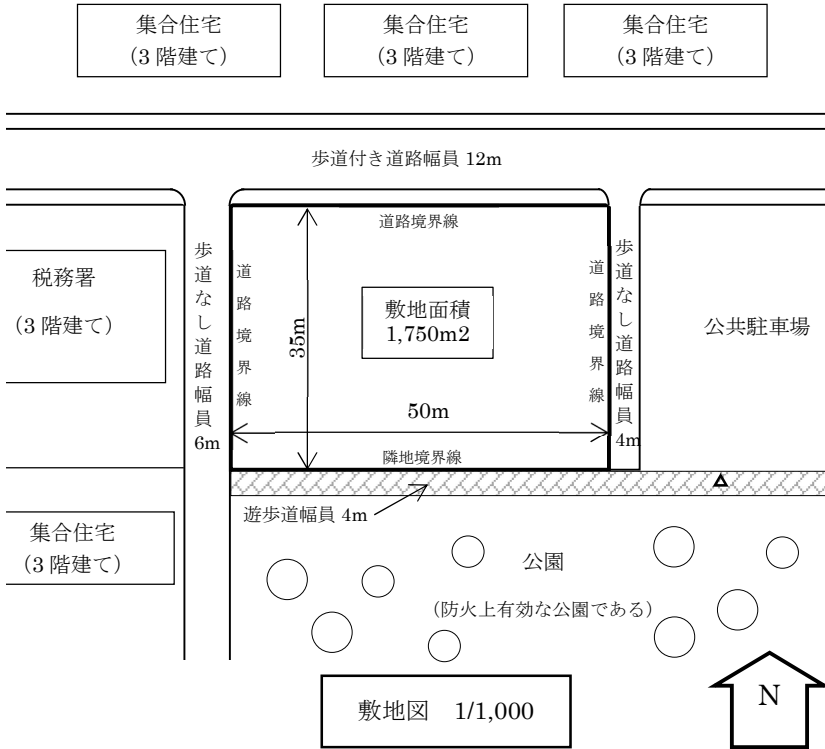 集合住宅
（3 階建て）
集合住宅
（3 階建て）
集合住宅
（3 階建て）
歩道付き道路幅員 12m
道路境界線
税務署
（3 階建て）
歩道なし道路幅員
6m
道路境界線
35m
敷地面積
1,750m2
道路境界線
歩道なし道路幅員
4m
公共駐車場
50m
隣地境界線
遊歩道幅員 4m
集合住宅
（3 階建て）
公園
（防火上有効な公園である）
敷地図　1/1,000
N